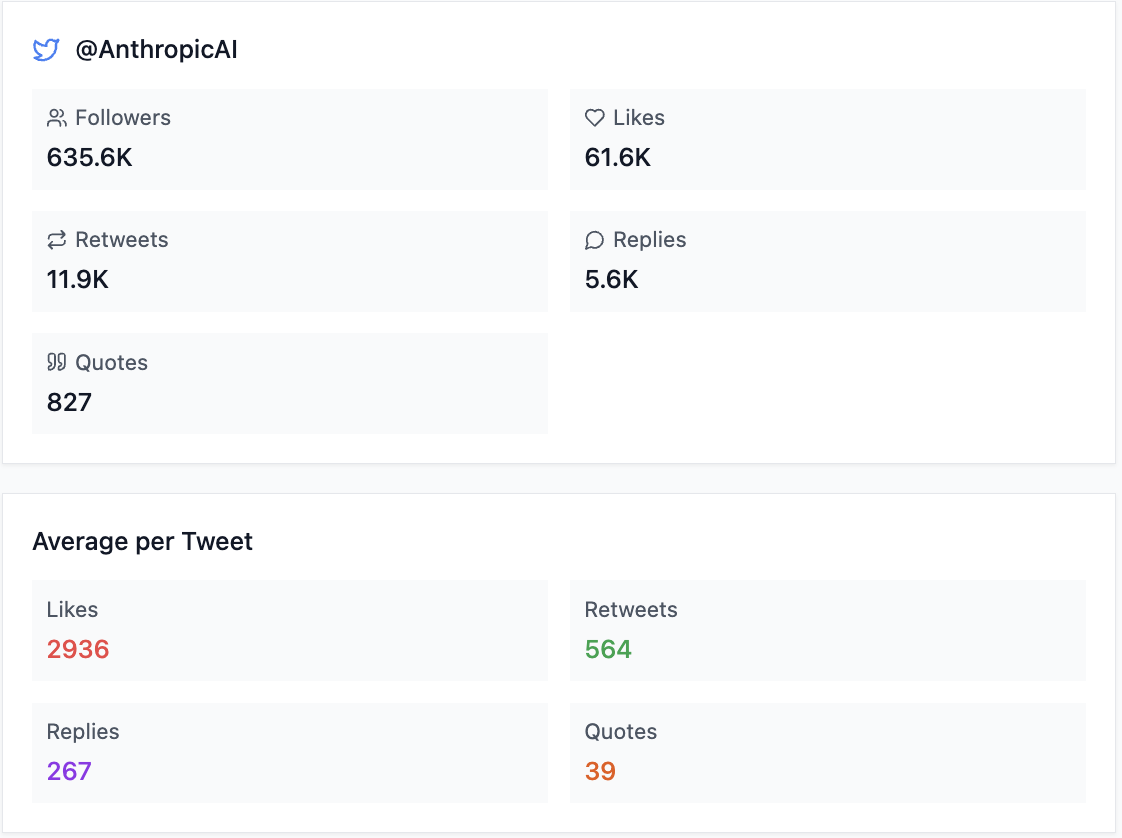 @AnthropicAI
Followers
635.6K
Likes
61.6K
Retweets
11.9K
Replies
5.6K
Quotes
827
Average per Tweet
Likes
2936
Retweets
564
Replies
267
Quotes
39